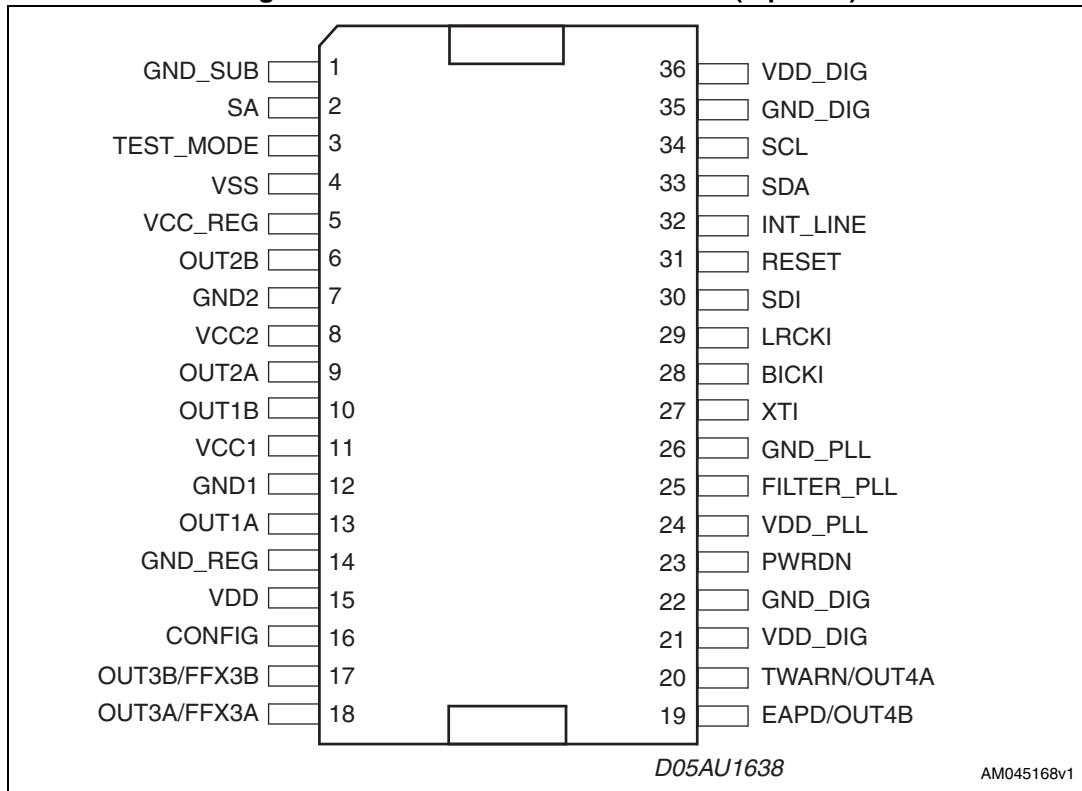 GND_SUB 1 36 VDD_DIG
SA 2 35 GND_DIG
TEST_MODE 3 34 SCL
VSS 4 33 SDA
VCC_REG 5 32 INT_LINE
OUT2B 6 31 RESET
GND2 7 30 SDI
VCC2 8 29 LRCKI
OUT2A 9 28 BICKI
OUT1B 10 27 XTI
VCC1 11 26 GND_PLL
GND1 12 25 FILTER_PLL
OUT1A 13 24 VDD_PLL
GND_REG 14 23 PWRDN
VDD 15 22 GND_DIG
CONFIG 16 21 VDD_DIG
OUT3B/FFX3B 17 20 TWARN/OUT4A
OUT3A/FFX3A 18 19 EAPD/OUT4B
D05AU1638
AM045168v1